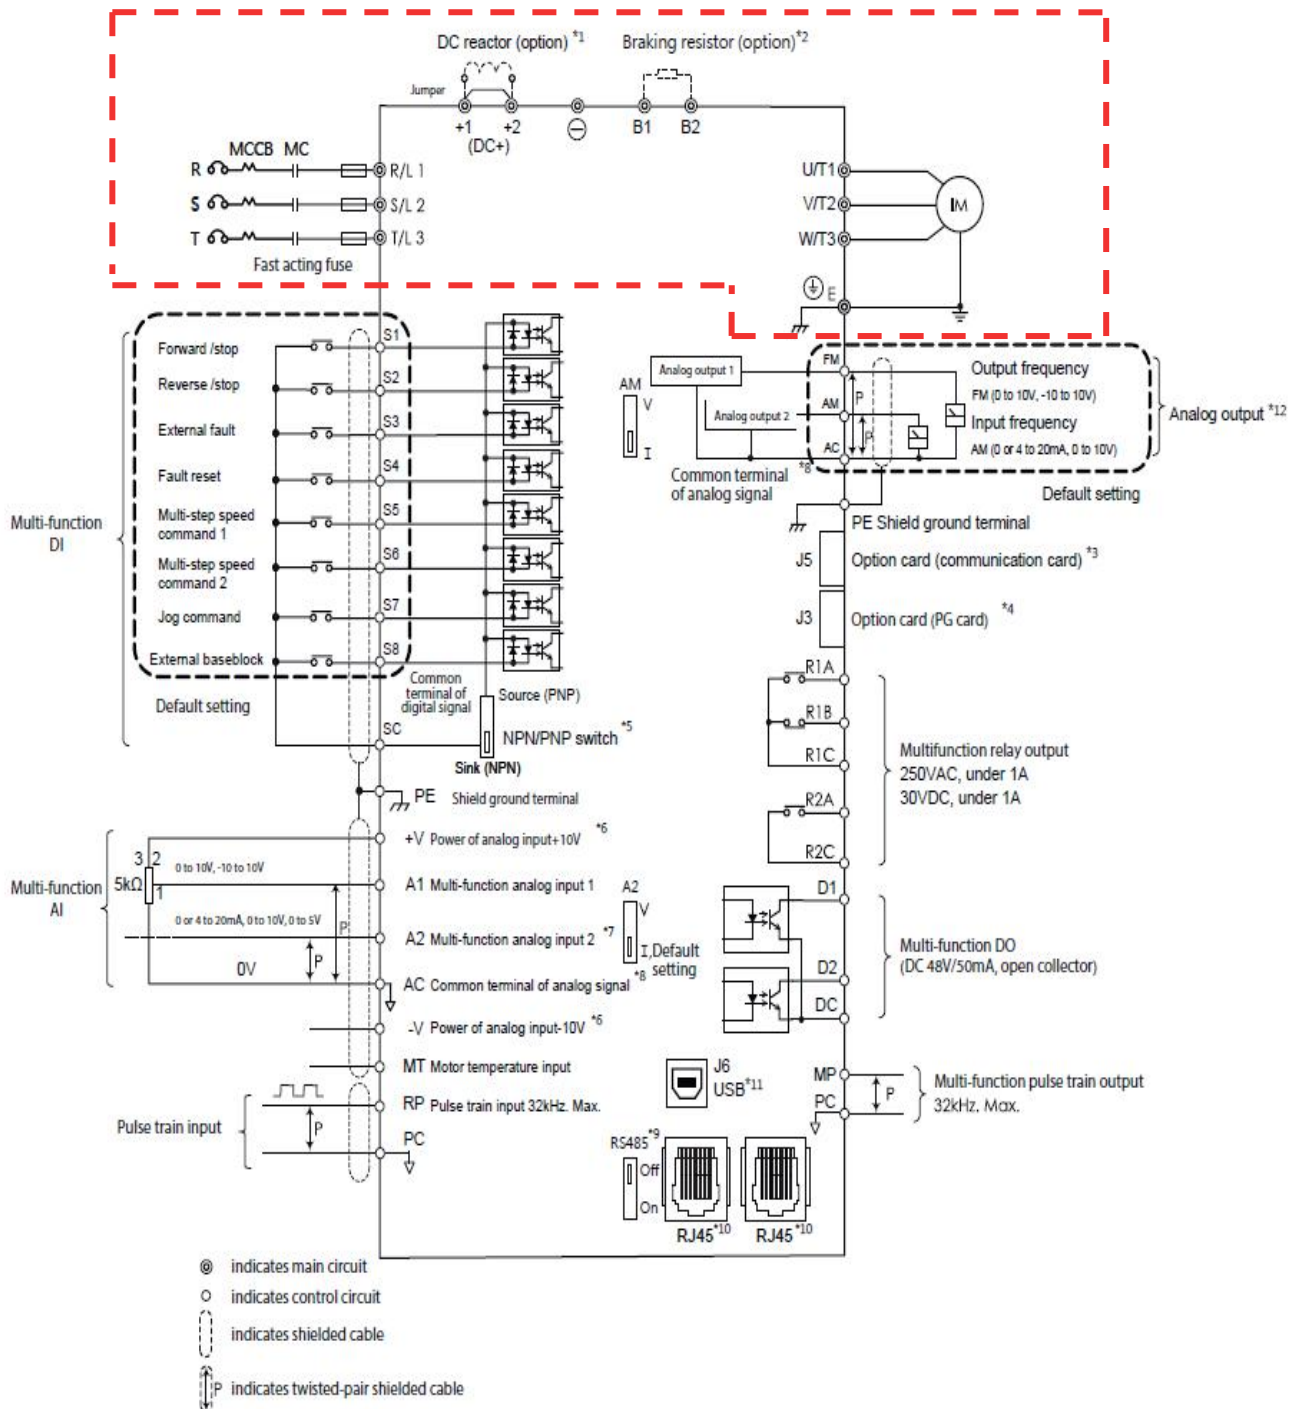 DC reactor (option) *1
Braking resistor (option)*2
Jumper
+1
+2
(DC+)
B1
B2
MCCB MC
R
R/L 1
S
S/L 2
T
T/L 3
Fast acting fuse
U/T1
V/T2
W/T3
IM
E
Multi-function
DI
Forward /stop
S1
Reverse /stop
S2
External fault
S3
Fault reset
S4
Multi-step speed
command 1
S5
Multi-step speed
command 2
S6
Jog command
S7
External baseblock
S8
Default setting
Common
terminal of
digital signal
SC
Source (PNP)
NPN/PNP switch *5
Sink (NPN)
PE Shield ground terminal
AM
V
I
Analog output 1
Analog output 2
Common terminal *8
of analog signal
FM
AM
AC
P
P
Output frequency
FM (0 to 10V, -10 to 10V)
Input frequency
AM (0 or 4 to 20mA, 0 to 10V)
Analog output *12
Default setting
PE Shield ground terminal
J5
Option card (communication card) *3
J3
Option card (PG card) *4
R1A
R1B
R1C
R2A
R2C
Multifunction relay output
250VAC, under 1A
30VDC, under 1A
Multi-function
AI
3 2
5kΩ
1
0 to 10V, -10 to 10V
0 or 4 to 20mA, 0 to 10V, 0 to 5V
0V
P
P
+V Power of analog input+10V *6
A1 Multi-function analog input 1
A2 Multi-function analog input 2 *7
AC Common terminal of analog signal *8
-V Power of analog input-10V *6
MT Motor temperature input
A2
V
I,Default
setting
D1
D2
DC
Multi-function DO
(DC 48V/50mA, open collector)
Pulse train input
P
RP Pulse train input 32kHz. Max.
PC
J6
USB*11
MP
PC
P
Multi-function pulse train output
32kHz. Max.
RS485*9
Off
On
RJ45*10
RJ45*10
indicates main circuit
indicates control circuit
indicates shielded cable
P indicates twisted-pair shielded cable